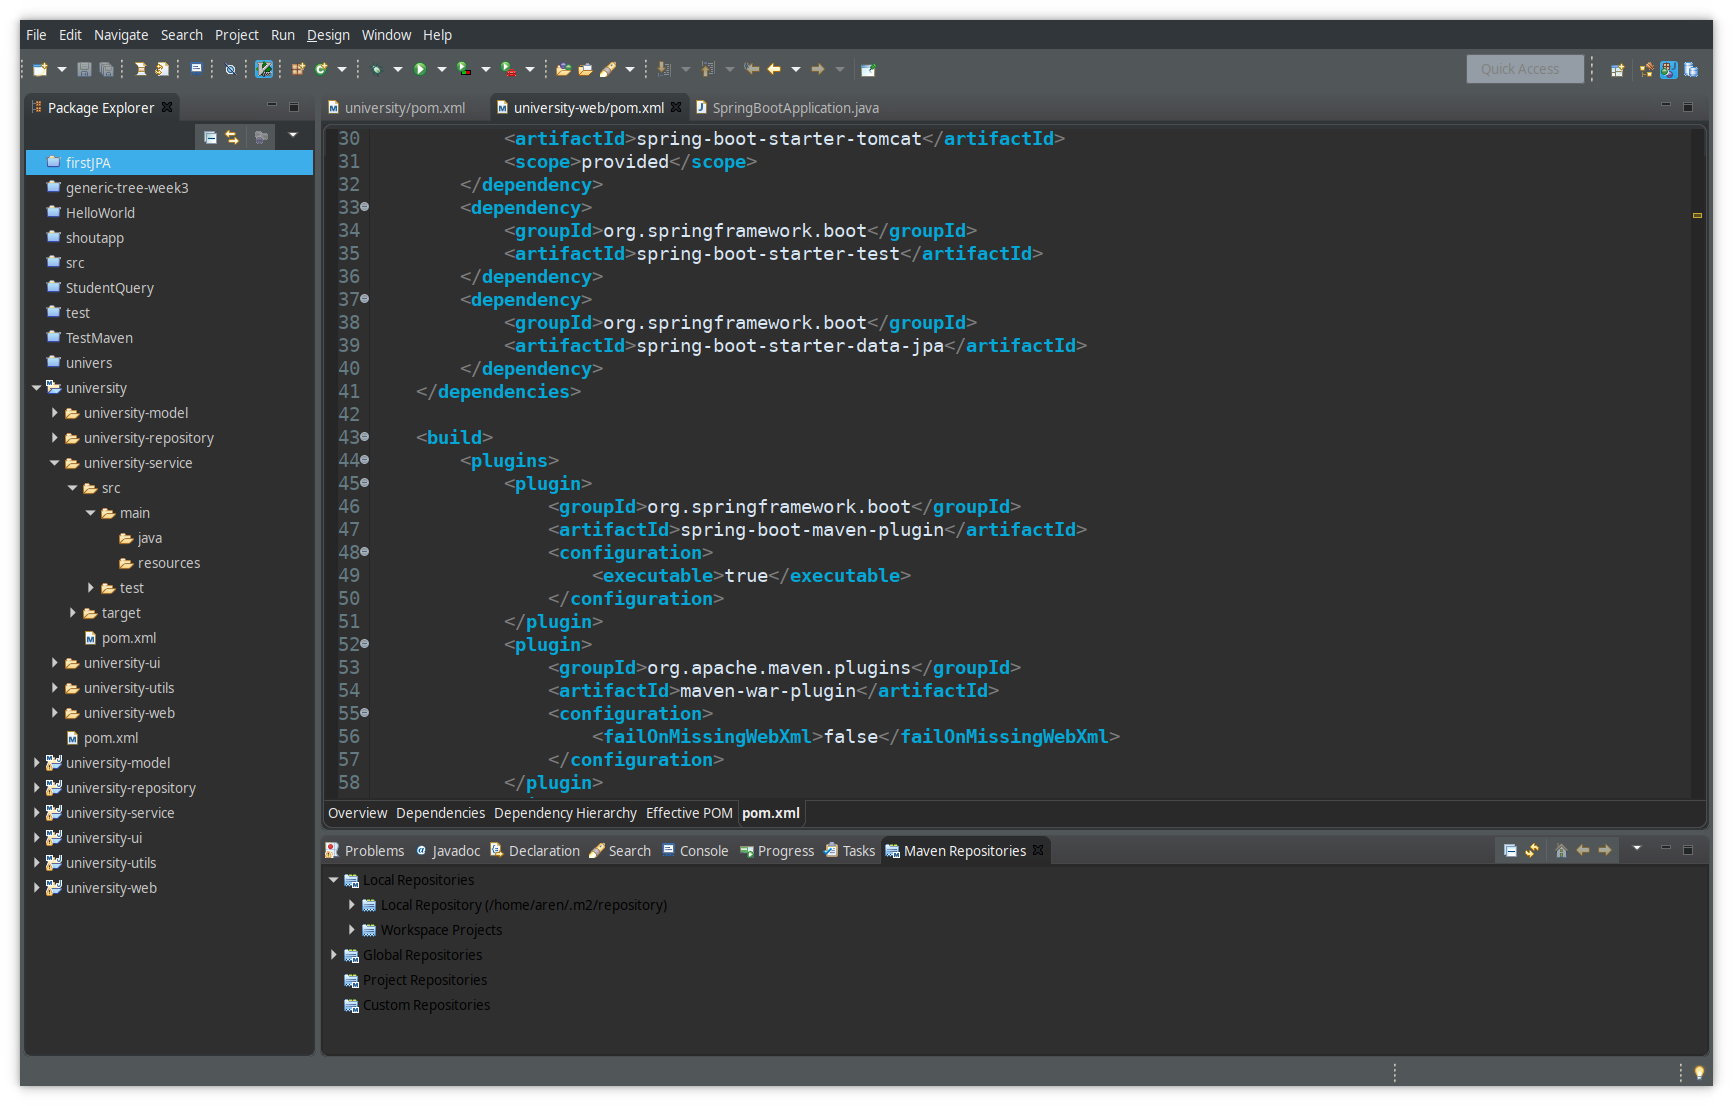 File Edit Navigate Search Project Run Design Window Help
Quick Access
Package Explorer
university/pom.xml university-web/pom.xml SpringBootApplication.java
firstJPA
generic-tree-week3
HelloWorld
shoutapp
src
StudentQuery
test
TestMaven
univers
university
university-model
university-repository
university-service
src
main
java
resources
test
target
pom.xml
university-ui
university-utils
university-web
pom.xml
university-model
university-repository
university-service
university-ui
university-utils
university-web
30 <artifactId>spring-boot-starter-tomcat</artifactId>
31 <scope>provided</scope>
32 </dependency>
33 <dependency>
34 <groupId>org.springframework.boot</groupId>
35 <artifactId>spring-boot-starter-test</artifactId>
36 </dependency>
37 <dependency>
38 <groupId>org.springframework.boot</groupId>
39 <artifactId>spring-boot-starter-data-jpa</artifactId>
40 </dependency>
41 </dependencies>
42
43 <build>
44 <plugins>
45 <plugin>
46 <groupId>org.springframework.boot</groupId>
47 <artifactId>spring-boot-maven-plugin</artifactId>
48 <configuration>
49 <executable>true</executable>
50 </configuration>
51 </plugin>
52 <plugin>
53 <groupId>org.apache.maven.plugins</groupId>
54 <artifactId>maven-war-plugin</artifactId>
55 <configuration>
56 <failOnMissingWebXml>false</failOnMissingWebXml>
57 </configuration>
58 </plugin>
Overview Dependencies Dependency Hierarchy Effective POM pom.xml
Problems Javadoc Declaration Search Console Progress Tasks Maven Repositories
Local Repositories
Local Repository (/home/aren/.m2/repository)
Workspace Projects
Global Repositories
Project Repositories
Custom Repositories